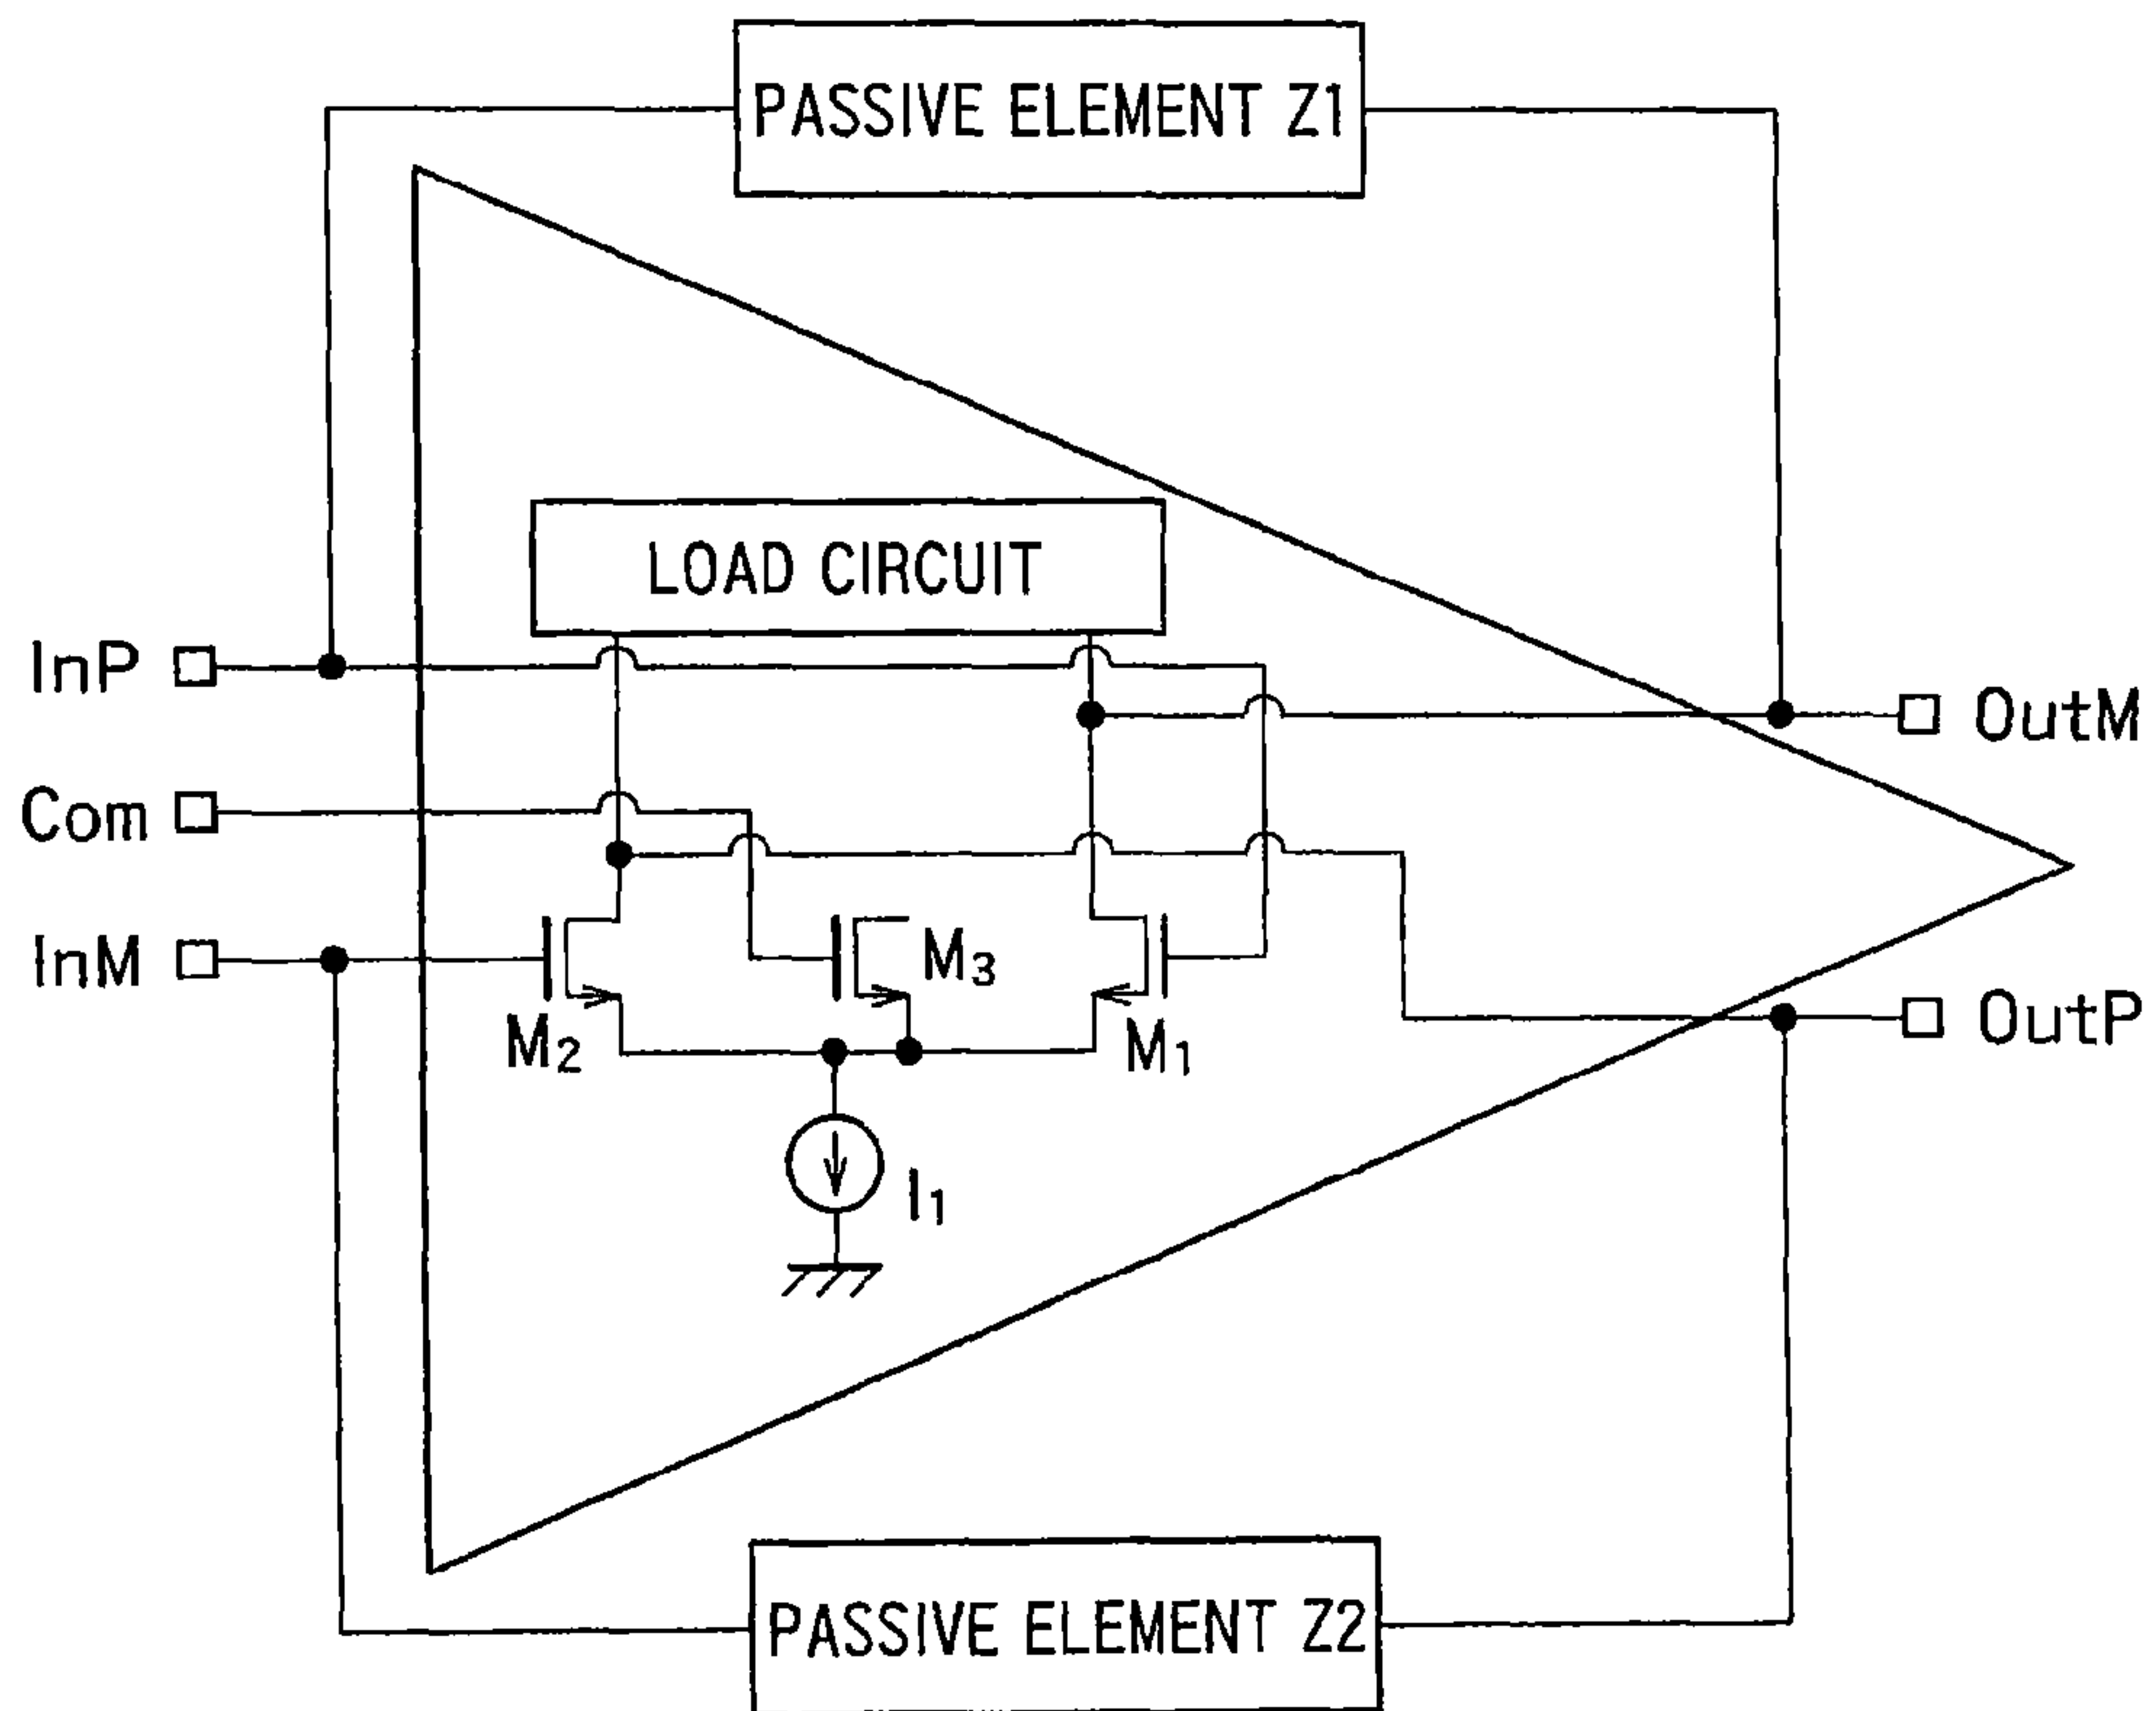 PASSIVE ELEMENT Z1
LOAD CIRCUIT
InP
OutM
Com
InM
M3
OutP
M2
M1
I1
PASSIVE ELEMENT Z2